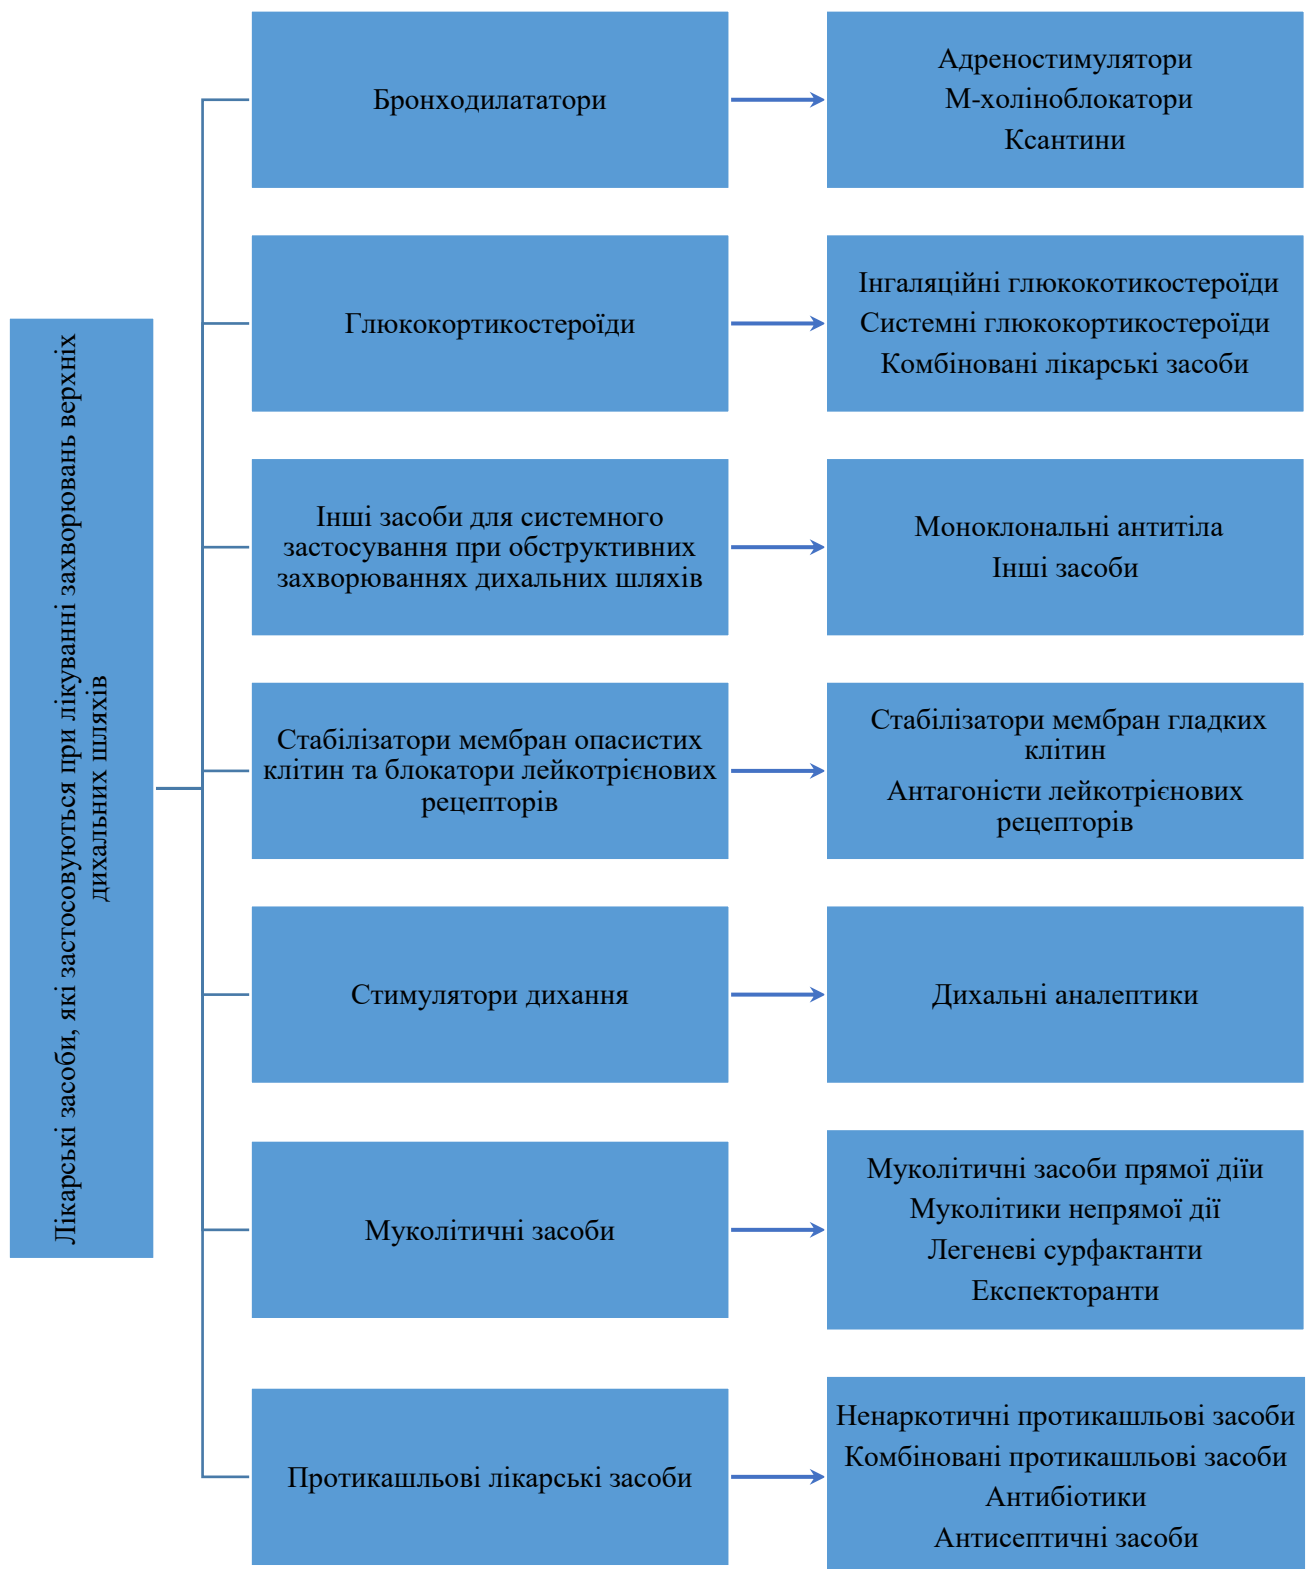 Лікарські засоби, які застосовуються при лікуванні захворювань верхніх
дихальних шляхів
Бронходилататори
Адреностимулятори
М-холіноблокатори
Ксантини
Глюкокортикостероїди
Інгаляційні глюкокотикостероїди
Системні глюкокортикостероїди
Комбіновані лікарські засоби
Інші засоби для системного
застосування при обструктивних
захворюваннях дихальних шляхів
Моноклональні антитіла
Інші засоби
Стабілізатори мембран опасистих
клітин та блокатори лейкотрієнових
рецепторів
Стабілізатори мембран гладких
клітин
Антагоністи лейкотрієнових
рецепторів
Стимулятори дихання
Дихальні аналептики
Муколітичні засоби
Муколітичні засоби прямої діїи
Муколітики непрямої дії
Легеневі сурфактанти
Експекторанти
Протикашльові лікарські засоби
Ненаркотичні протикашльові засоби
Комбіновані протикашльові засоби
Антибіотики
Антисептичні засоби